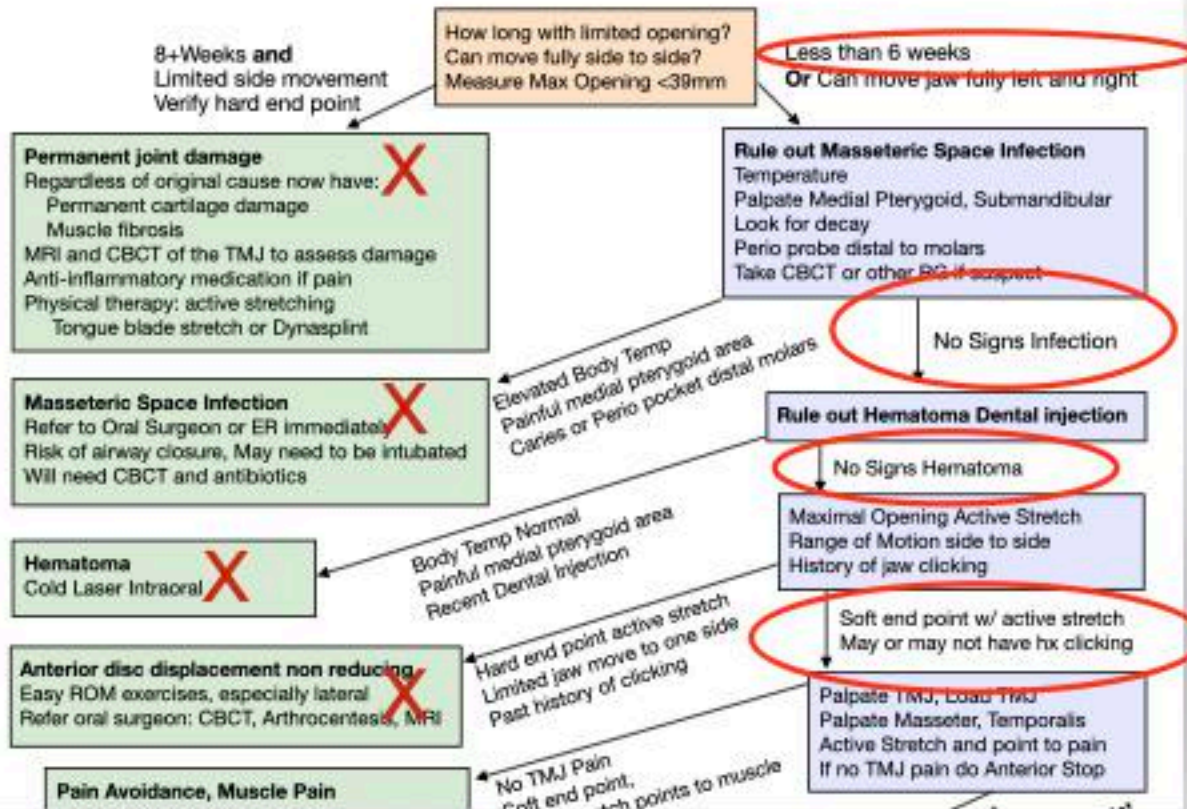 How long with limited opening?
Can move fully side to side?
Measure Max Opening <39mm
8+Weeks and
Limited side movement
Verify hard end point
Less than 6 weeks
Or Can move jaw fully left and right
Permanent joint damage
Regardless of original cause now have:
Permanent cartilage damage
Muscle fibrosis
MRI and CBCT of the TMJ to assess damage
Anti-inflammatory medication if pain
Physical therapy: active stretching
Tongue blade stretch or Dynasplint
X
Rule out Masseteric Space Infection
Temperature
Palpate Medial Pterygoid, Submandibular
Look for decay
Perio probe distal to molars
Take CBCT or other RG if suspect
Elevated Body Temp
Painful medial pterygoid area
Caries or Perio pocket distal molars
No Signs Infection
Masseteric Space Infection
Refer to Oral Surgeon or ER immediately
Risk of airway closure, May need to be intubated
Will need CBCT and antibiotics
X
Rule out Hematoma Dental injection
No Signs Hematoma
Body Temp Normal
Painful medial pterygoid area
Recent Dental Injection
Hematoma
Cold Laser Intraoral
X
Maximal Opening Active Stretch
Range of Motion side to side
History of jaw clicking
Hard end point active stretch
Limited jaw move to one side
Past history of clicking
Soft end point w/ active stretch
May or may not have hx clicking
Anterior disc displacement non reducing
Easy ROM exercises, especially lateral
Refer oral surgeon: CBCT, Arthrocentesis, MRI
X
Palpate TMJ, Load TMJ
Palpate Masseter, Temporalis
Active Stretch and point to pain
If no TMJ pain do Anterior Stop
No TMJ Pain
Soft end point,
points to muscle
Pain Avoidance, Muscle Pain